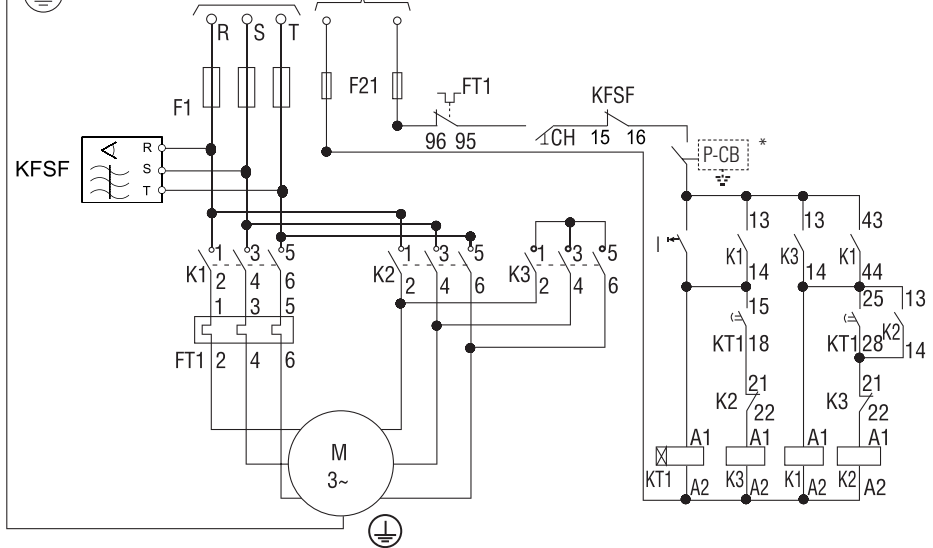 R S T
F1 F21 FT1 KFSF
96 95 CH 15 16
P-CB *
KFSF R
S
T
13 13 43
I K1 K3 K1
14 14 44
1 3 5 1 3 5 1 3 5
K1 K2 K3
2 4 6 2 4 6 2 4 6
1 3 5
FT1 2 4 6
15 25 13
KT1 18 KT1 28 K2 14
21 21
K2 22 K3 22
M
3~
A1 A1 A1 A1
KT1 K3 K1 K2
A2 A2 A2 A2